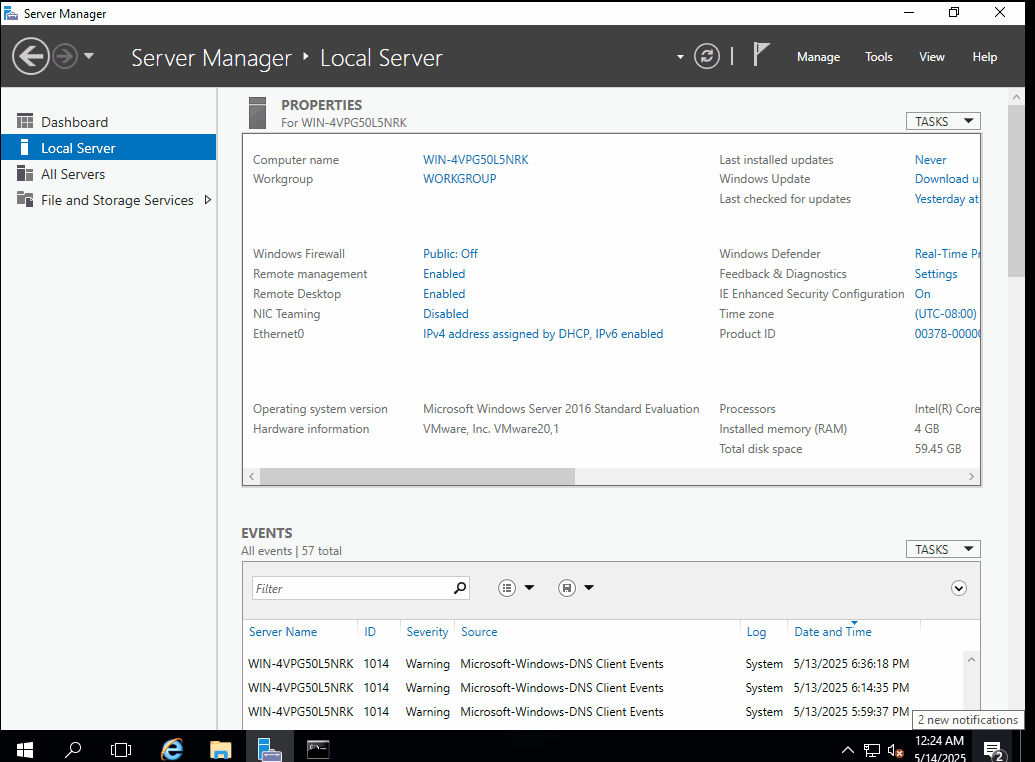 Server Manager
Server Manager ‣ Local Server
Manage Tools View Help
Dashboard
Local Server
All Servers
File and Storage Services
PROPERTIES
For WIN-4VPG50L5NRK
TASKS
Computer name WIN-4VPG50L5NRK Last installed updates Never
Workgroup WORKGROUP Windows Update Download u
Last checked for updates Yesterday at
Windows Firewall Public: Off Windows Defender Real-Time Pr
Remote management Enabled Feedback & Diagnostics Settings
Remote Desktop Enabled IE Enhanced Security Configuration On
NIC Teaming Disabled Time zone (UTC-08:00)
Ethernet0 IPv4 address assigned by DHCP, IPv6 enabled Product ID 00378-00000
Operating system version Microsoft Windows Server 2016 Standard Evaluation Processors Intel(R) Core
Hardware information VMware, Inc. VMware20,1 Installed memory (RAM) 4 GB
Total disk space 59.45 GB
EVENTS
All events | 57 total
TASKS
Filter
Server Name ID Severity Source Log Date and Time
WIN-4VPG50L5NRK 1014 Warning Microsoft-Windows-DNS Client Events System 5/13/2025 6:36:18 PM
WIN-4VPG50L5NRK 1014 Warning Microsoft-Windows-DNS Client Events System 5/13/2025 6:14:35 PM
WIN-4VPG50L5NRK 1014 Warning Microsoft-Windows-DNS Client Events System 5/13/2025 5:59:37 PM
2 new notifications
12:24 AM
5/14/2025
2